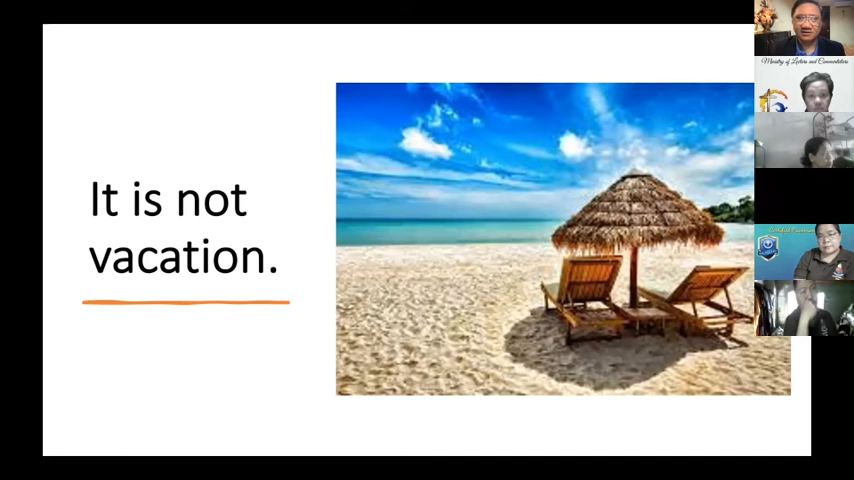 It is not
vacation.
Ministry of Lectors and Commentators